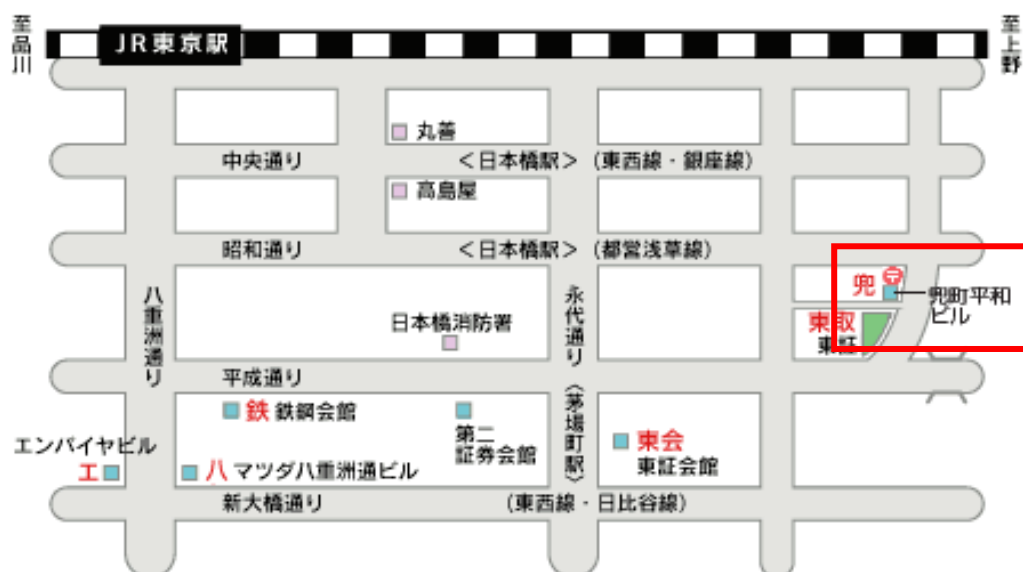 至品川
JR東京駅
至上野
丸善
中央通り
<日本橋駅>(東西線・銀座線)
高島屋
昭和通り
<日本橋駅>(都営浅草線)
八重洲通り
永代通り
<茅場町駅>
兜
〒
兜町平和
ビル
東取
東証
日本橋消防署
平成通り
鉄 鉄鋼会館
第二
証券会館
東会
東証会館
エンパイヤビル
エ
八 マツダ八重洲通ビル
新大橋通り
(東西線・日比谷線)